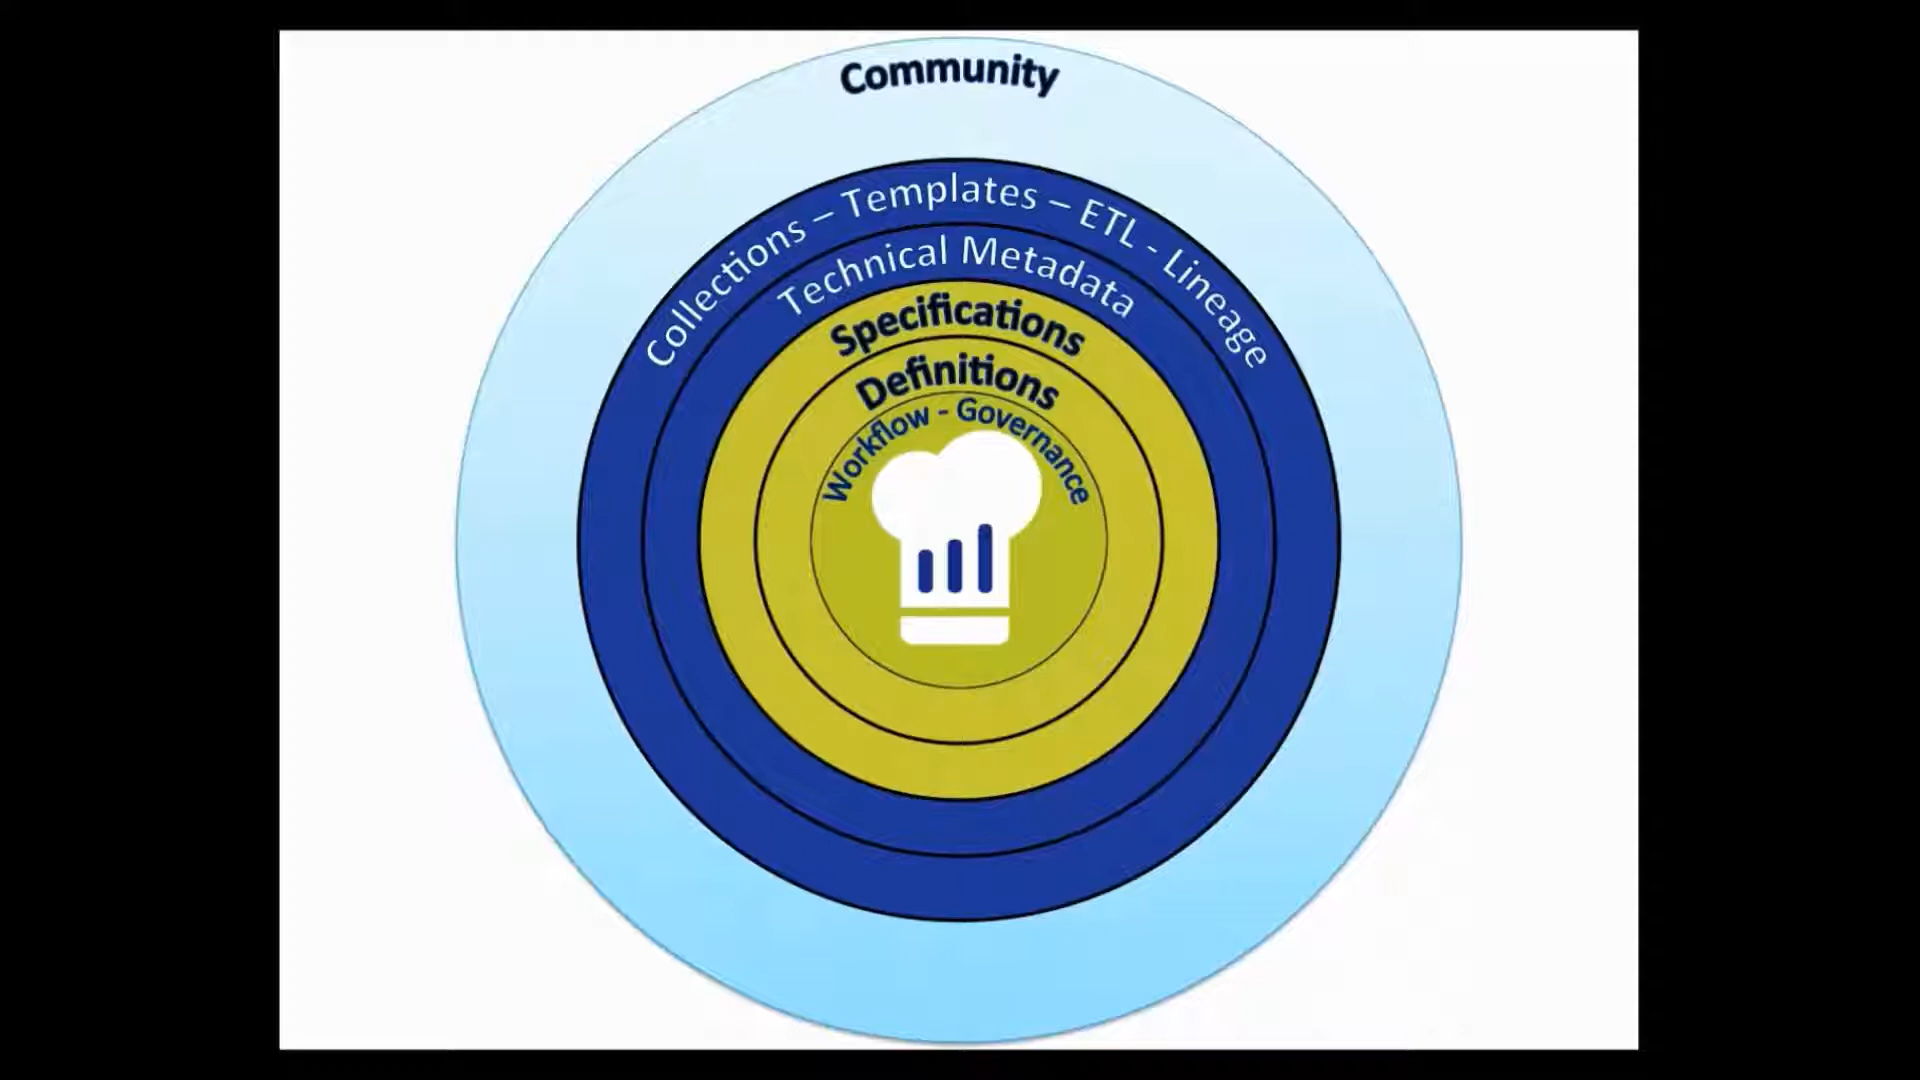 Community
Collections – Templates – ETL - Lineage
Technical Metadata
Specifications
Definitions
Workflow - Governance